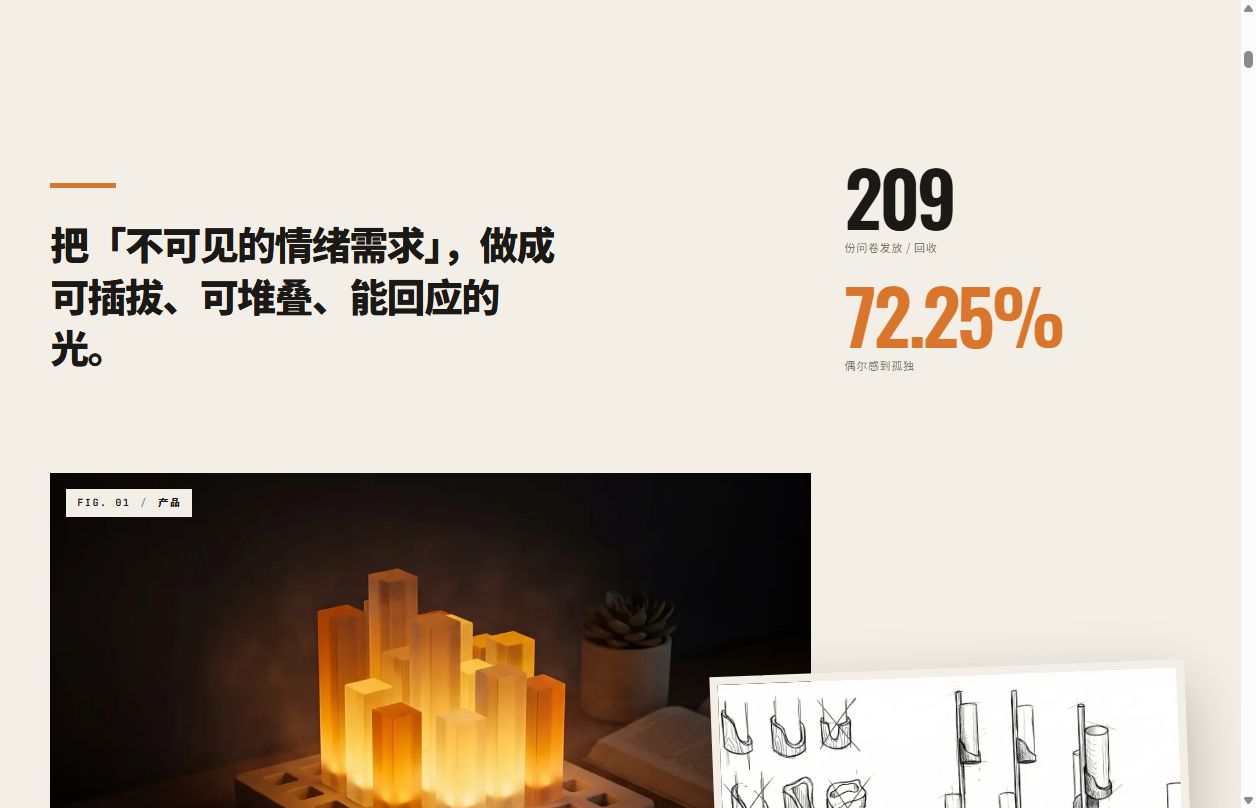 把「不可见的情绪需求」，做成
可插拔、可堆叠、能回应的
光。
209
份问卷发放 / 回收
72.25%
偶尔感到孤独
FIG. 01 / 产品